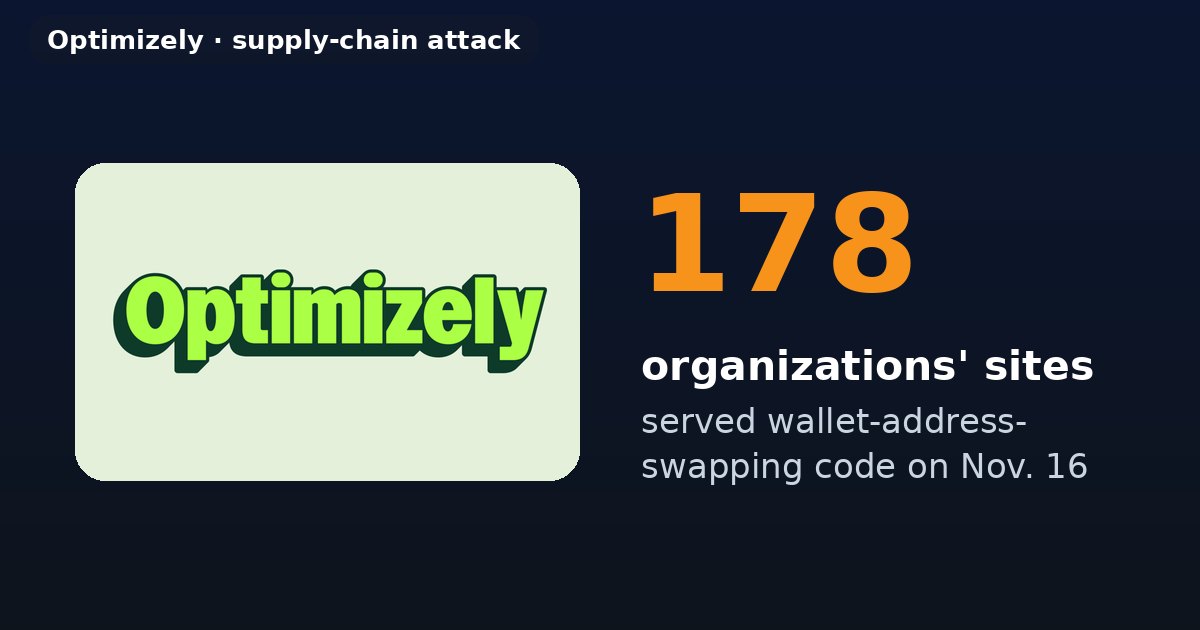 Optimizely · supply-chain attack
Optimizely
178
organizations' sites
served wallet-address-
swapping code on Nov. 16